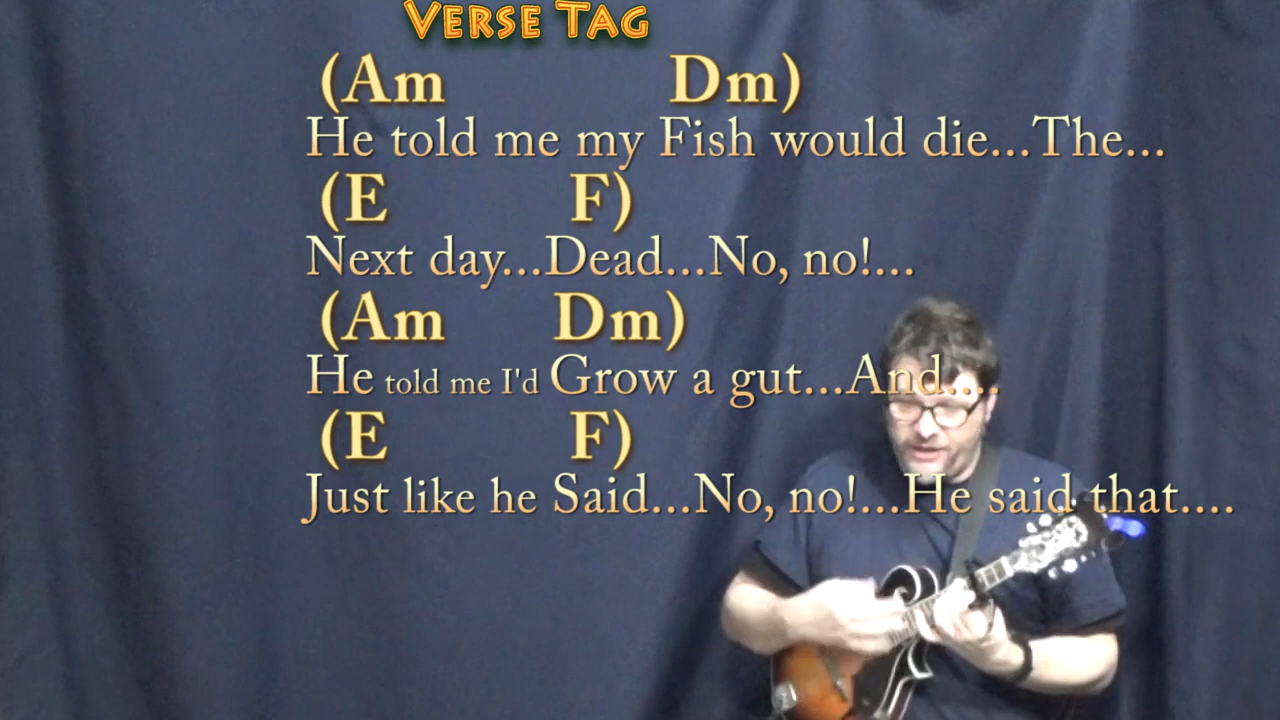 VERSE TAG
(Am Dm)
He told me my Fish would die...The...
(E F)
Next day...Dead...No, no!...
(Am Dm)
He told me I'd Grow a gut...And....
(E F)
Just like he Said...No, no!...He said that....